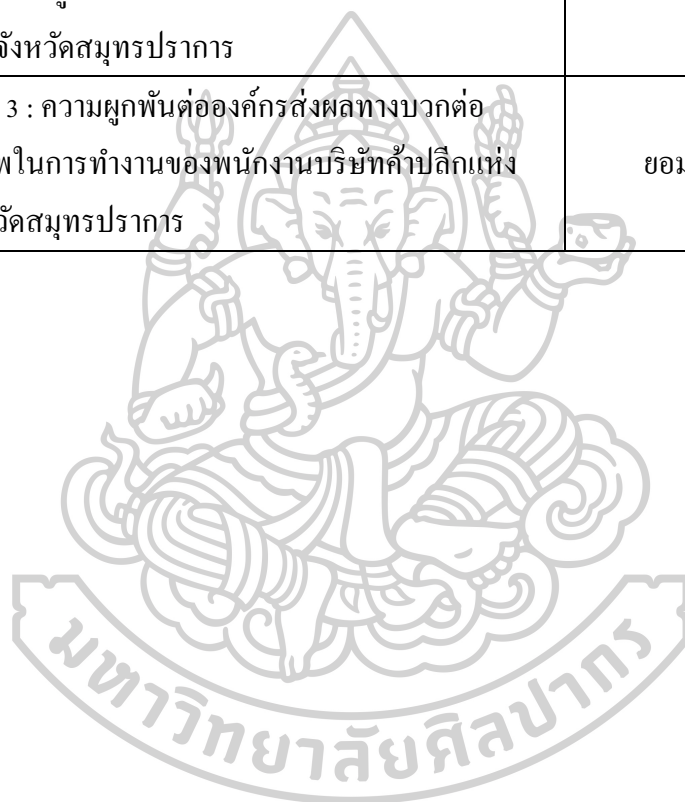 จังหวัดสมุทรปราการ
3 : ความผูกพันต่อองค์กรส่งผลทางบวกต่อ
พในการทำงานของพนักงานบริษัทค้าปลีกแห่ง
ยอม
วัดสมุทรปราการ
มหาวิทยาลัยศิลปากร